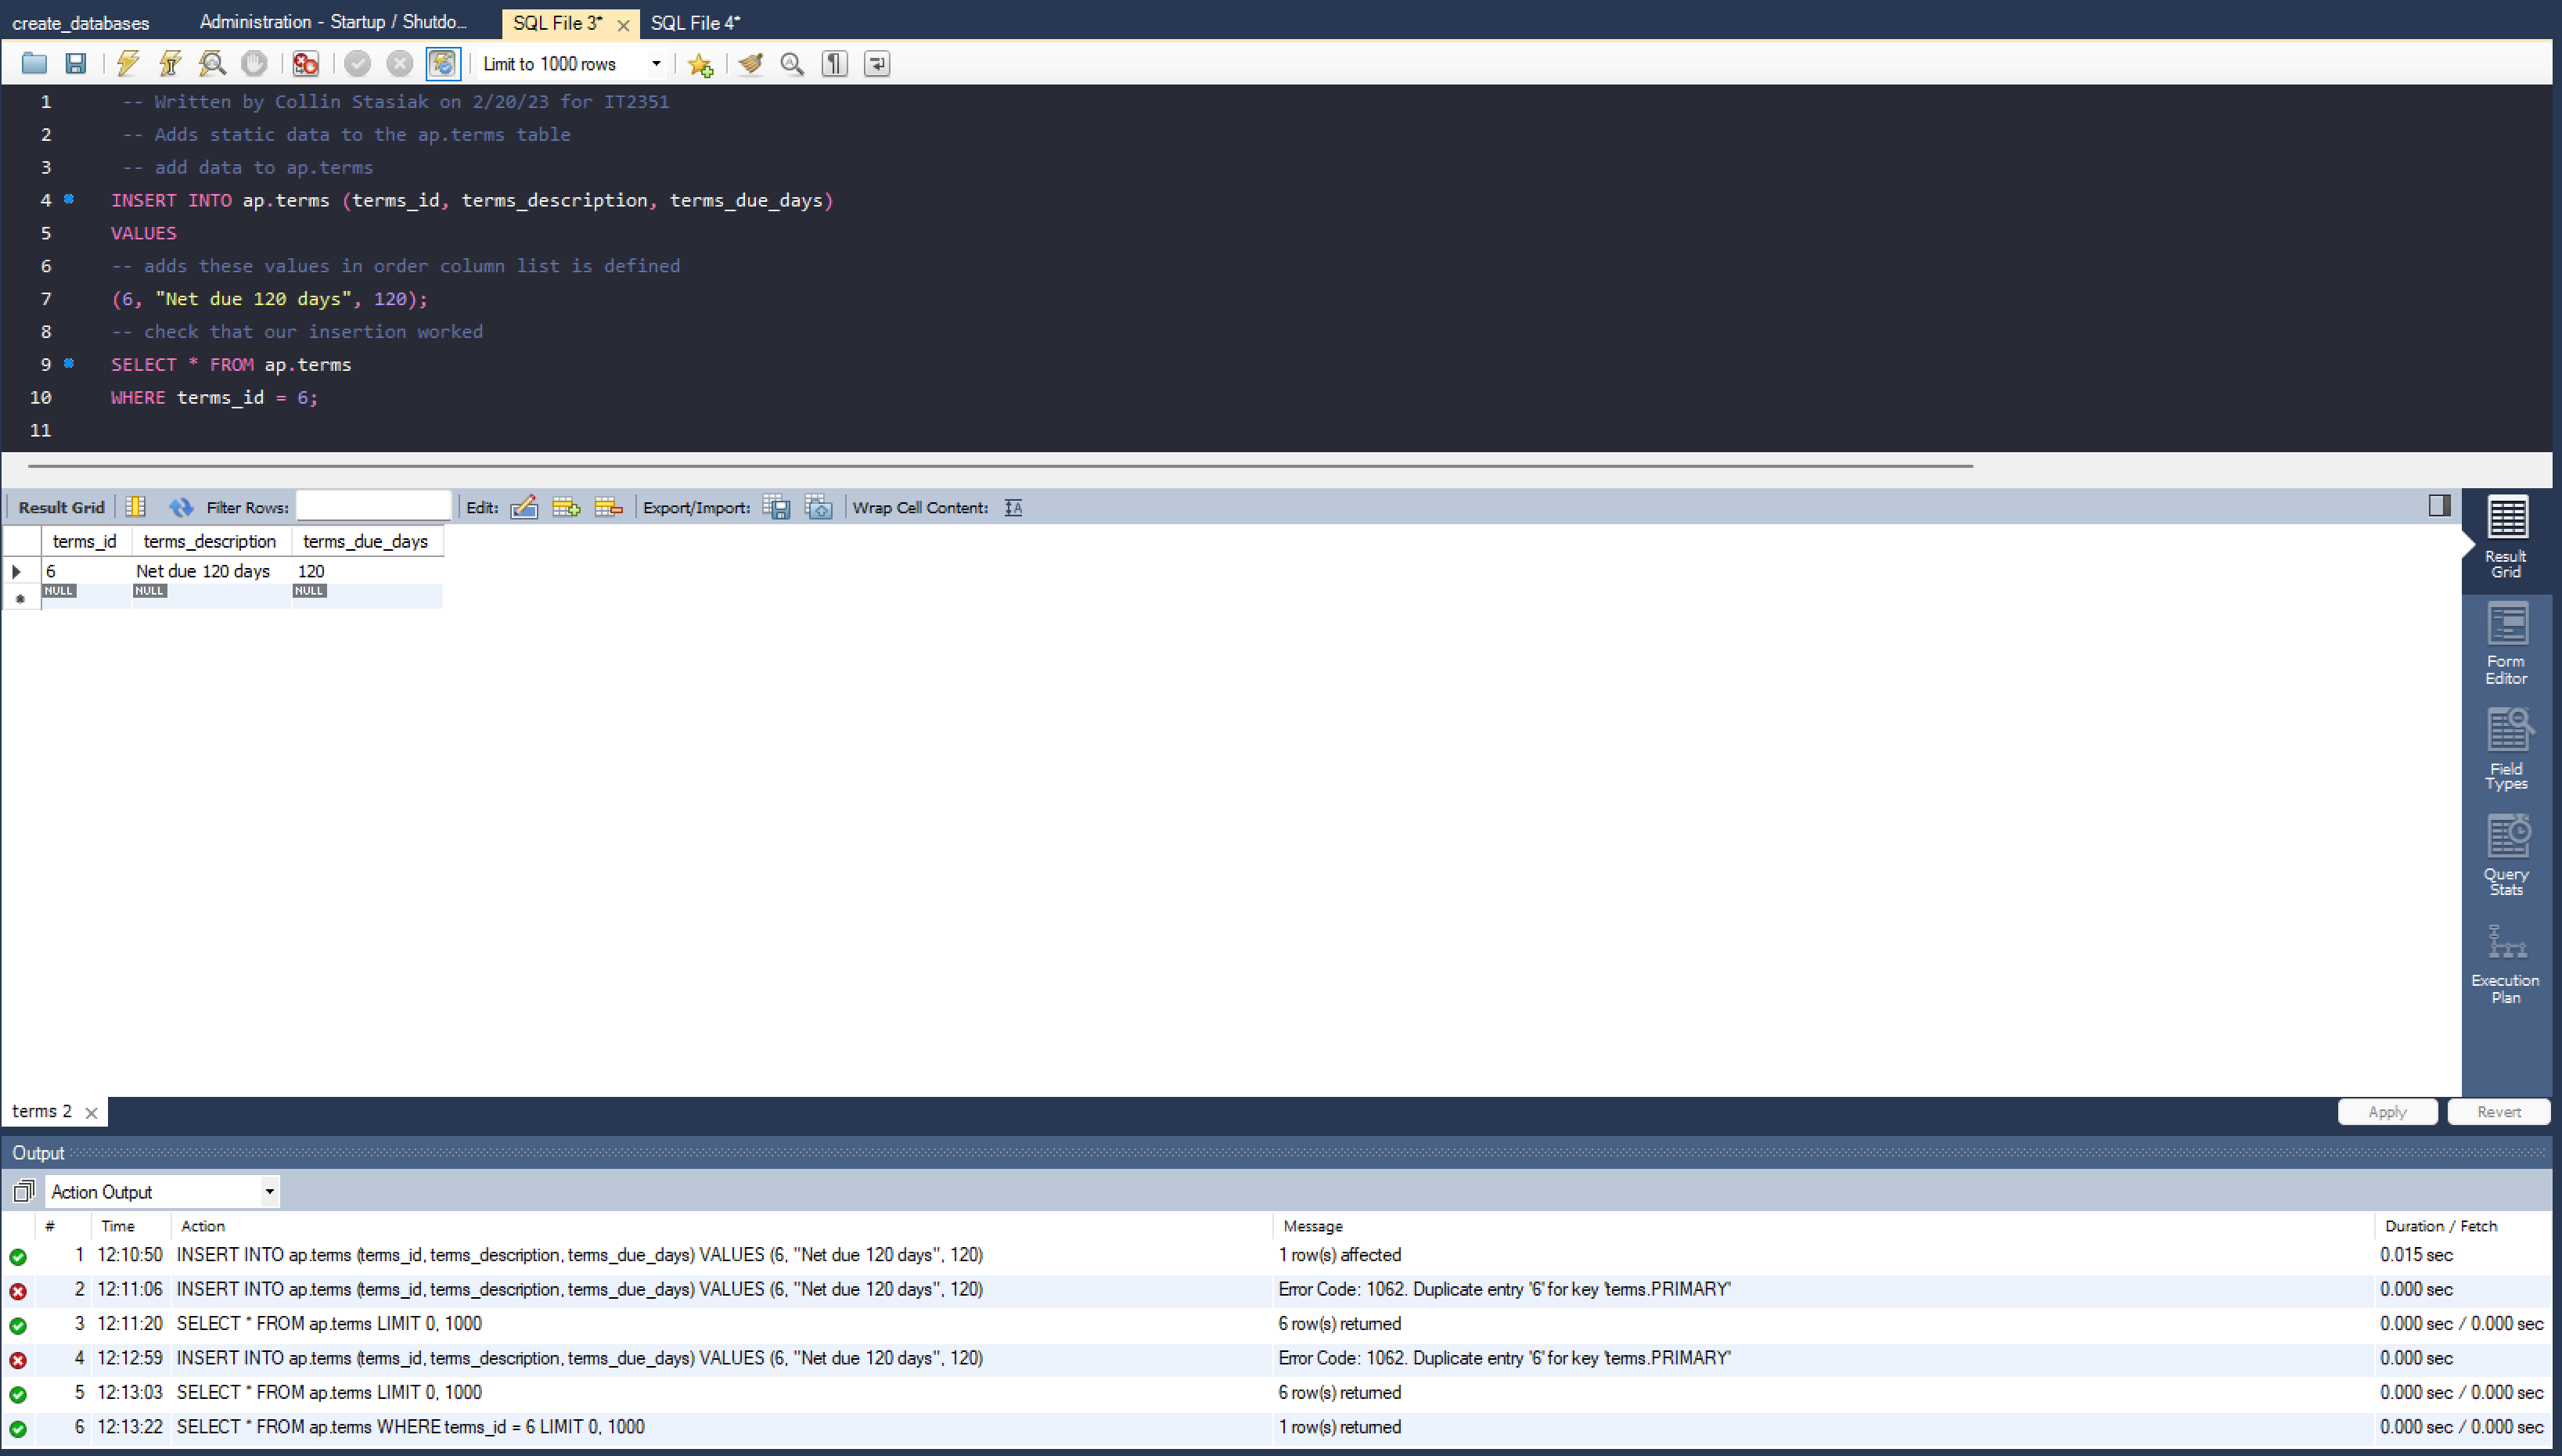 create_databases Administration - Startup / Shutdo... SQL File 3* SQL File 4*
Limit to 1000 rows
1 -- Written by Collin Stasiak on 2/20/23 for IT2351
2 -- Adds static data to the ap.terms table
3 -- add data to ap.terms
4 INSERT INTO ap.terms (terms_id, terms_description, terms_due_days)
5 VALUES
6 -- adds these values in order column list is defined
7 (6, "Net due 120 days", 120);
8 -- check that our insertion worked
9 SELECT * FROM ap.terms
10 WHERE terms_id = 6;
11
Result Grid Filter Rows: Edit: Export/Import: Wrap Cell Content:
terms_id terms_description terms_due_days
6 Net due 120 days 120
NULL NULL NULL
Result
Grid
Form
Editor
Field
Types
Query
Stats
Execution
Plan
terms 2 Apply Revert
Output
Action Output
# Time Action Message Duration / Fetch
1 12:10:50 INSERT INTO ap.terms (terms_id, terms_description, terms_due_days) VALUES (6, "Net due 120 days", 120) 1 row(s) affected 0.015 sec
2 12:11:06 INSERT INTO ap.terms (terms_id, terms_description, terms_due_days) VALUES (6, "Net due 120 days", 120) Error Code: 1062. Duplicate entry '6' for key 'terms.PRIMARY' 0.000 sec
3 12:11:20 SELECT * FROM ap.terms LIMIT 0, 1000 6 row(s) returned 0.000 sec / 0.000 sec
4 12:12:59 INSERT INTO ap.terms (terms_id, terms_description, terms_due_days) VALUES (6, "Net due 120 days", 120) Error Code: 1062. Duplicate entry '6' for key 'terms.PRIMARY' 0.000 sec
5 12:13:03 SELECT * FROM ap.terms LIMIT 0, 1000 6 row(s) returned 0.000 sec / 0.000 sec
6 12:13:22 SELECT * FROM ap.terms WHERE terms_id = 6 LIMIT 0, 1000 1 row(s) returned 0.000 sec / 0.000 sec